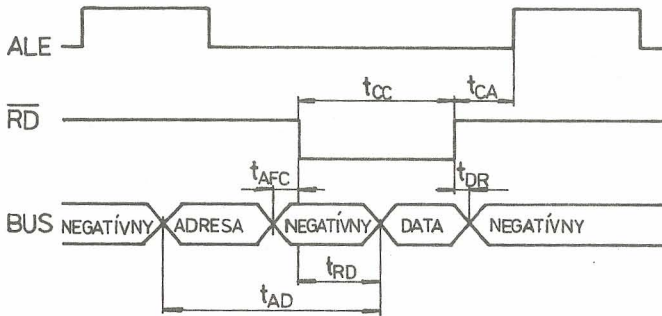 ALE
tCC
tCA
RD
tAFC
tDR
BUS NEGATÍVNY ADRESA NEGATÍVNY DATA NEGATÍVNY
tRD
tAD